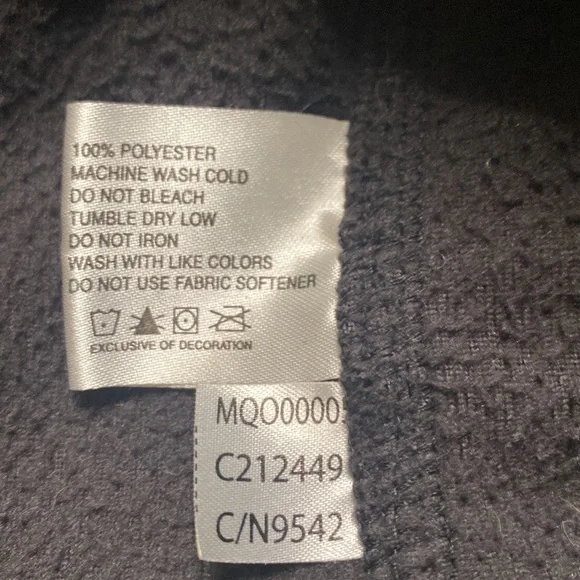 100% POLYESTER
MACHINE WASH COLD
DO NOT BLEACH
TUMBLE DRY LOW
DO NOT IRON
WASH WITH LIKE COLORS
DO NOT USE FABRIC SOFTENER
EXCLUSIVE OF DECORATION
MQO00005
C212449
C/N9542